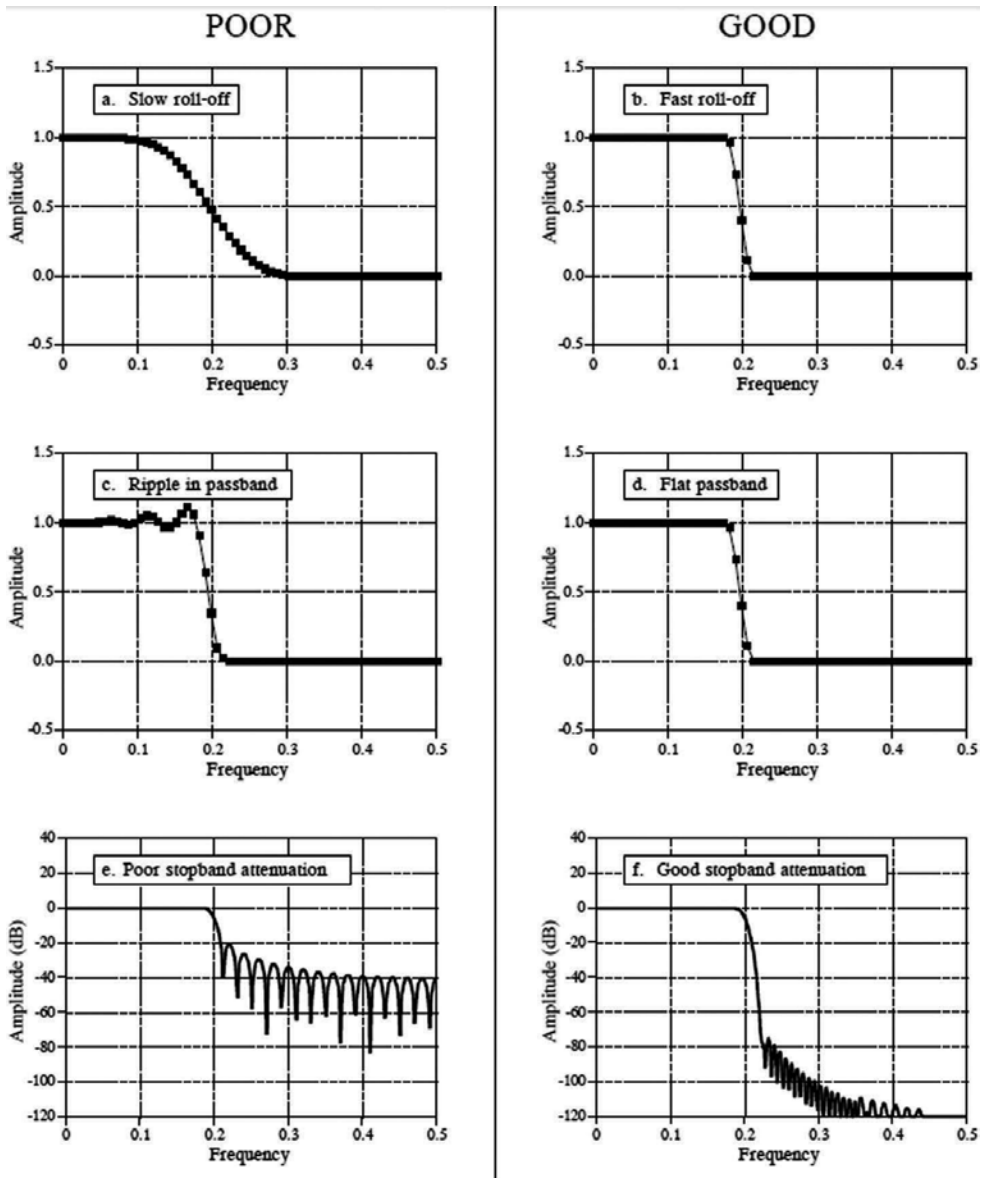 POOR
GOOD
1.5
a. Slow roll-off
1.0
0.5
0.0
-0.5
0 0.1 0.2 0.3 0.4 0.5
Frequency
Amplitude
1.5
b. Fast roll-off
1.0
0.5
0.0
-0.5
0 0.1 0.2 0.3 0.4 0.5
Frequency
Amplitude
1.5
c. Ripple in passband
1.0
0.5
0.0
-0.5
0 0.1 0.2 0.3 0.4 0.5
Frequency
Amplitude
1.5
d. Flat passband
1.0
0.5
0.0
-0.5
0 0.1 0.2 0.3 0.4 0.5
Frequency
Amplitude
40
e. Poor stopband attenuation
20
0
-20
-40
-60
-80
-100
-120
0 0.1 0.2 0.3 0.4 0.5
Frequency
Amplitude (dB)
40
f. Good stopband attenuation
20
0
-20
-40
-60
-80
-100
-120
0 0.1 0.2 0.3 0.4 0.5
Frequency
Amplitude (dB)